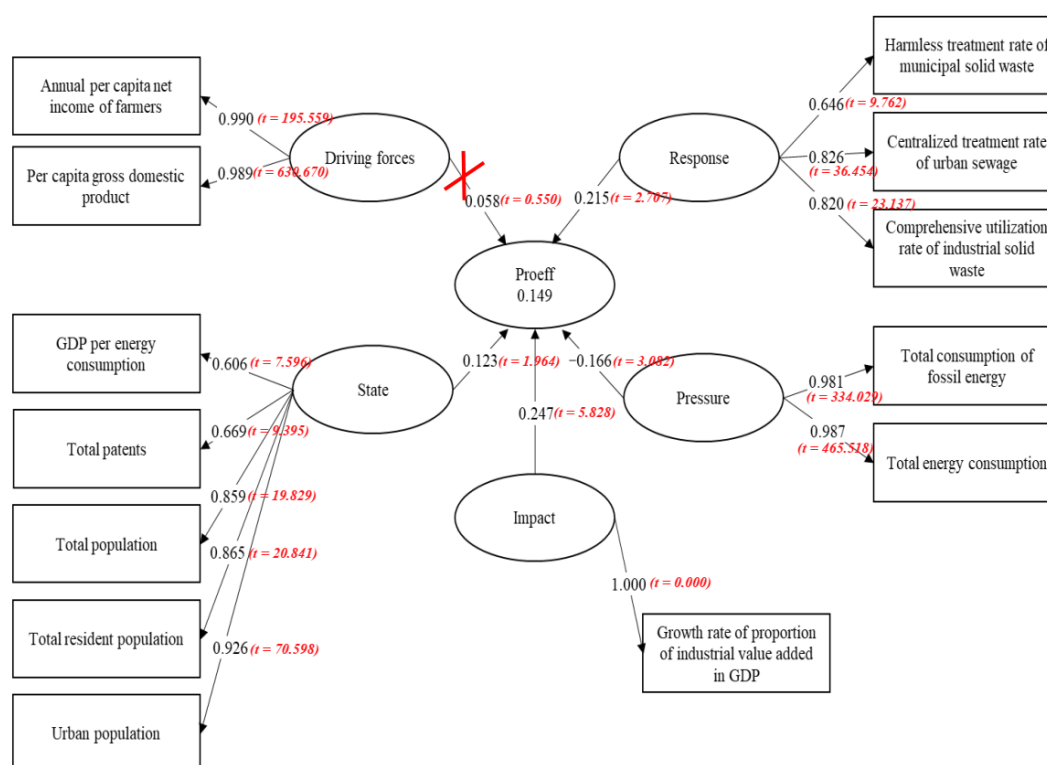 Annual per capita net
income of farmers
0.990 (t = 195.559)
Per capita gross domestic
product
0.989 (t = 630.670)
Driving forces
0.058 (t = 0.550)
Harmless treatment rate of
municipal solid waste
0.646 (t = 9.762)
Response
Centralized treatment rate
of urban sewage
0.826
(t = 36.454)
0.820 (t = 23.137)
Comprehensive utilization
rate of industrial solid
waste
0.215 (t = 2.707)
Proeff
0.149
GDP per energy
consumption
0.606 (t = 7.596)
State
0.123 (t = 1.964)
Total patents
0.669 (t = 9.395)
Total population
0.859 (t = 19.829)
Total resident population
0.865 (t = 20.841)
Urban population
0.926 (t = 70.598)
−0.166 (t = 3.082)
Pressure
Total consumption of
fossil energy
0.981
(t = 334.029)
0.987
(t = 465.518)
Total energy consumption
0.247 (t = 5.828)
Impact
1.000 (t = 0.000)
Growth rate of proportion
of industrial value added
in GDP